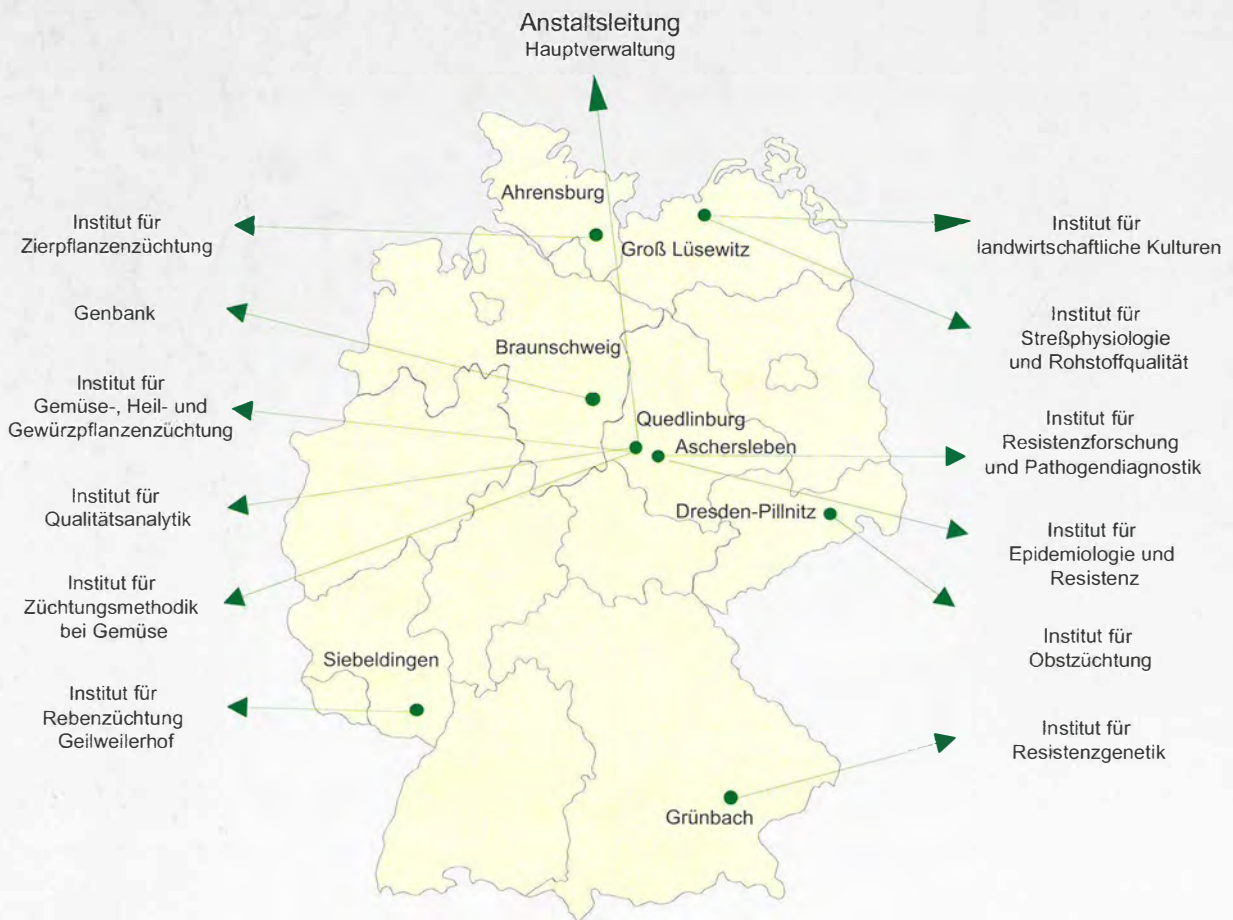 Anstaltsleitung
Hauptverwaltung
Ahrensburg
Institut für
Zierpflanzenzüchtung
Groß Lüsewitz
Institut für
landwirtschaftliche Kulturen
Genbank
Institut für
Streßphysiologie
und Rohstoffqualität
Braunschweig
Institut für
Gemüse-, Heil- und
Gewürzpflanzenzüchtung
Quedlinburg
Aschersleben
Institut für
Resistenzforschung
und Pathogendiagnostik
Institut für
Qualitätsanalytik
Dresden-Pillnitz
Institut für
Epidemiologie und
Resistenz
Institut für
Züchtungsmethodik
bei Gemüse
Institut für
Obstzüchtung
Siebeldingen
Institut für
Rebenzüchtung
Geilweilerhof
Institut für
Resistenzgenetik
Grünbach